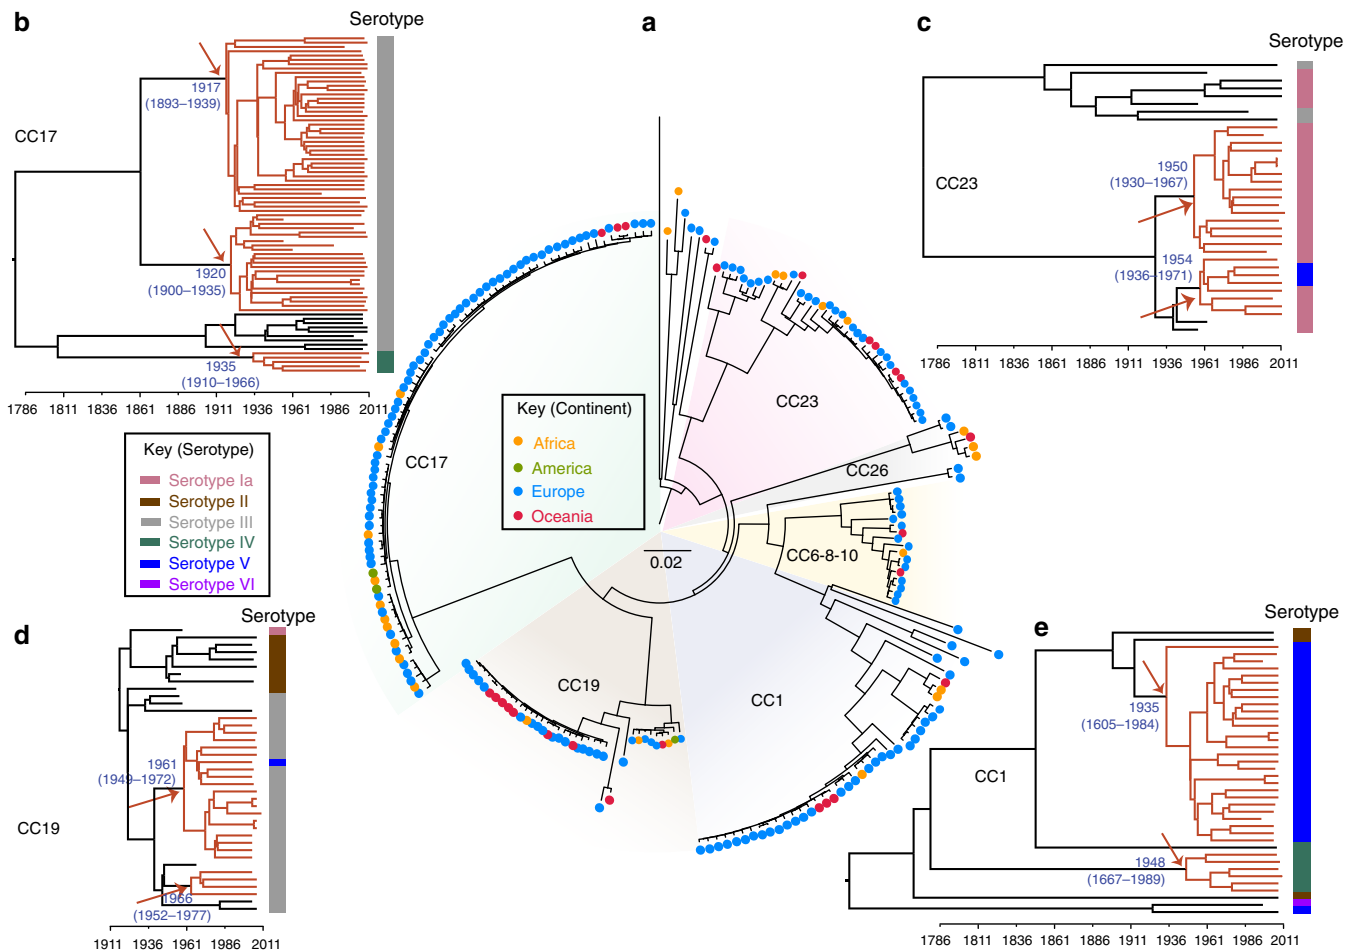 b
Serotype
CC17
1917
(1893–1939)
1920
(1900–1935)
1935
(1910–1966)
1786 1811 1836 1861 1886 1911 1936 1961 1986 2011
a
CC17
CC23
CC26
CC6-8-10
CC1
CC19
0.02
Key (Continent)
Africa
America
Europe
Oceania
c
Serotype
CC23
1950
(1930–1967)
1954
(1936–1971)
1786 1811 1836 1861 1886 1911 1936 1961 1986 2011
Key (Serotype)
Serotype Ia
Serotype II
Serotype III
Serotype IV
Serotype V
Serotype VI
d
Serotype
CC19
1961
(1949–1972)
1966
(1952–1977)
1911 1936 1961 1986 2011
e
Serotype
CC1
1935
(1605–1984)
1948
(1667–1989)
1786 1811 1836 1861 1886 1911 1936 1961 1986 2011